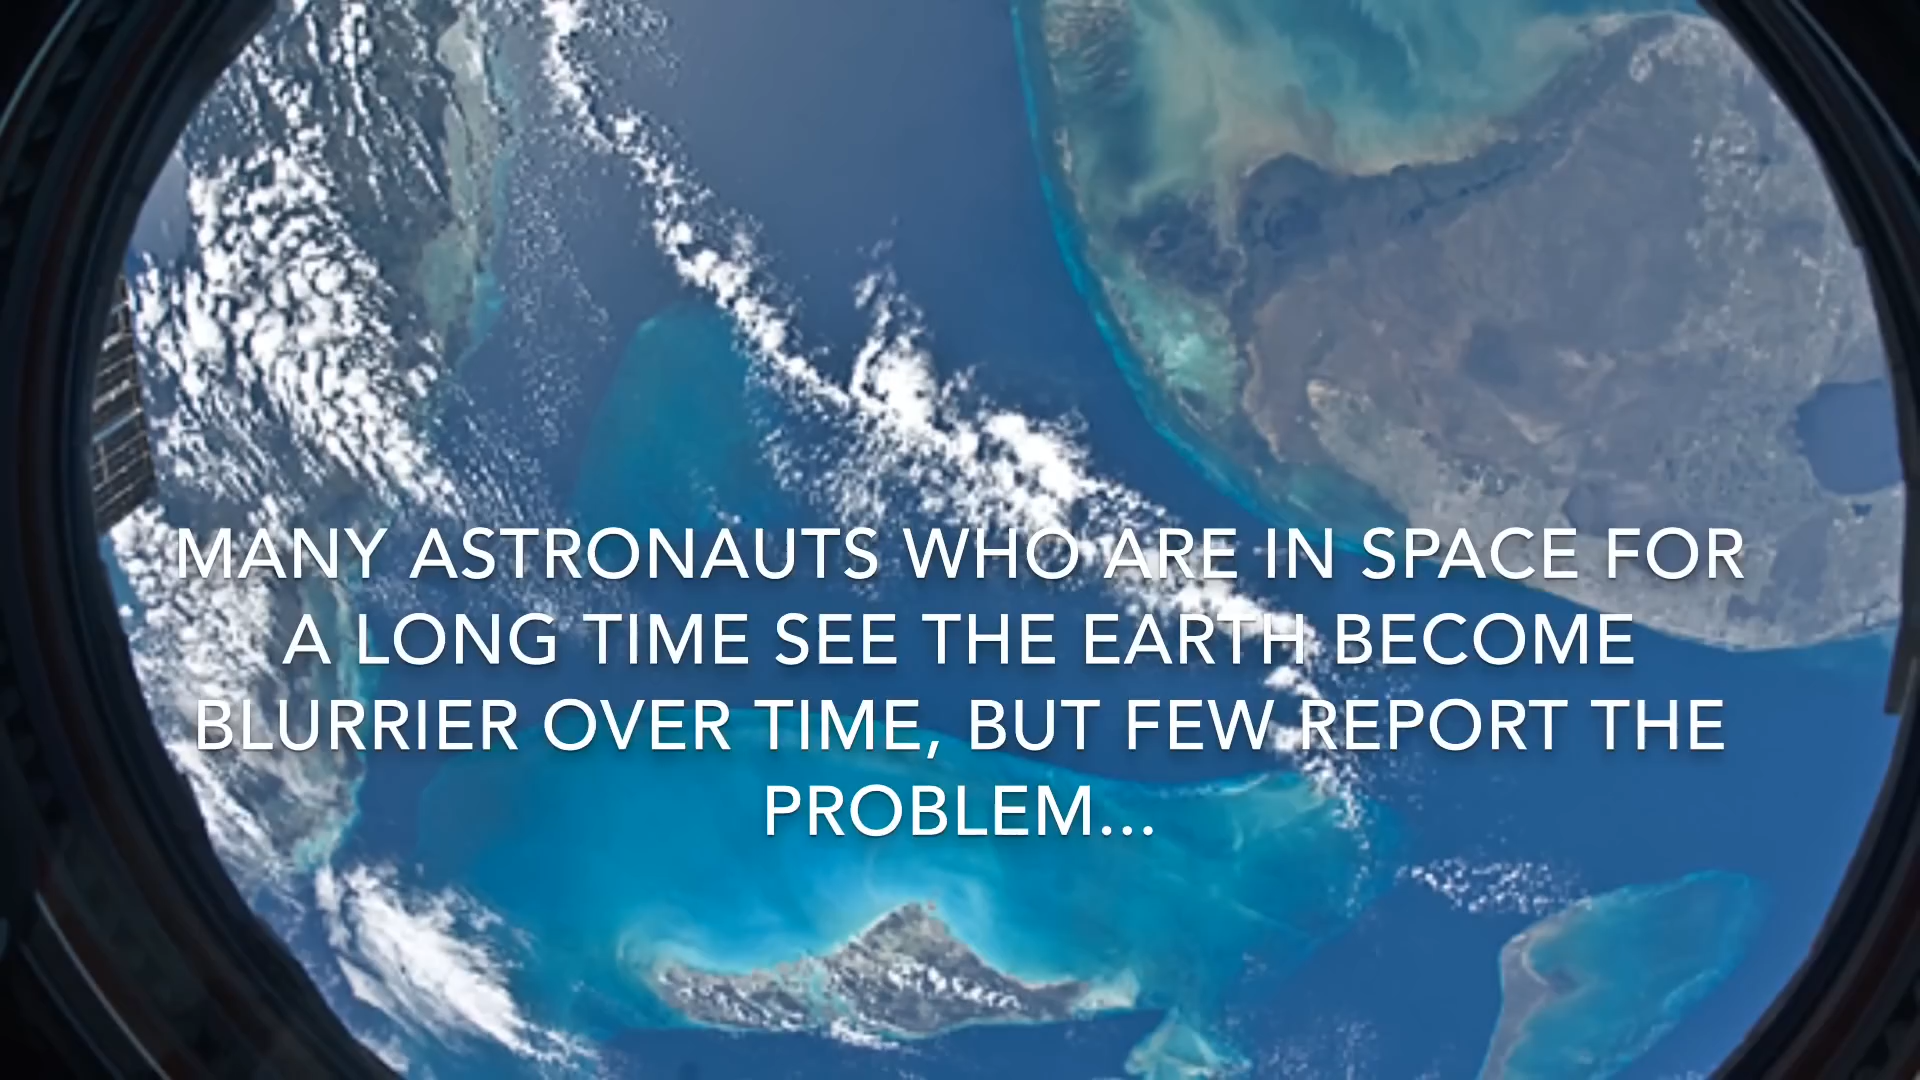 MANY ASTRONAUTS WHO ARE IN SPACE FOR
A LONG TIME SEE THE EARTH BECOME
BLURRIER OVER TIME, BUT FEW REPORT THE
PROBLEM...